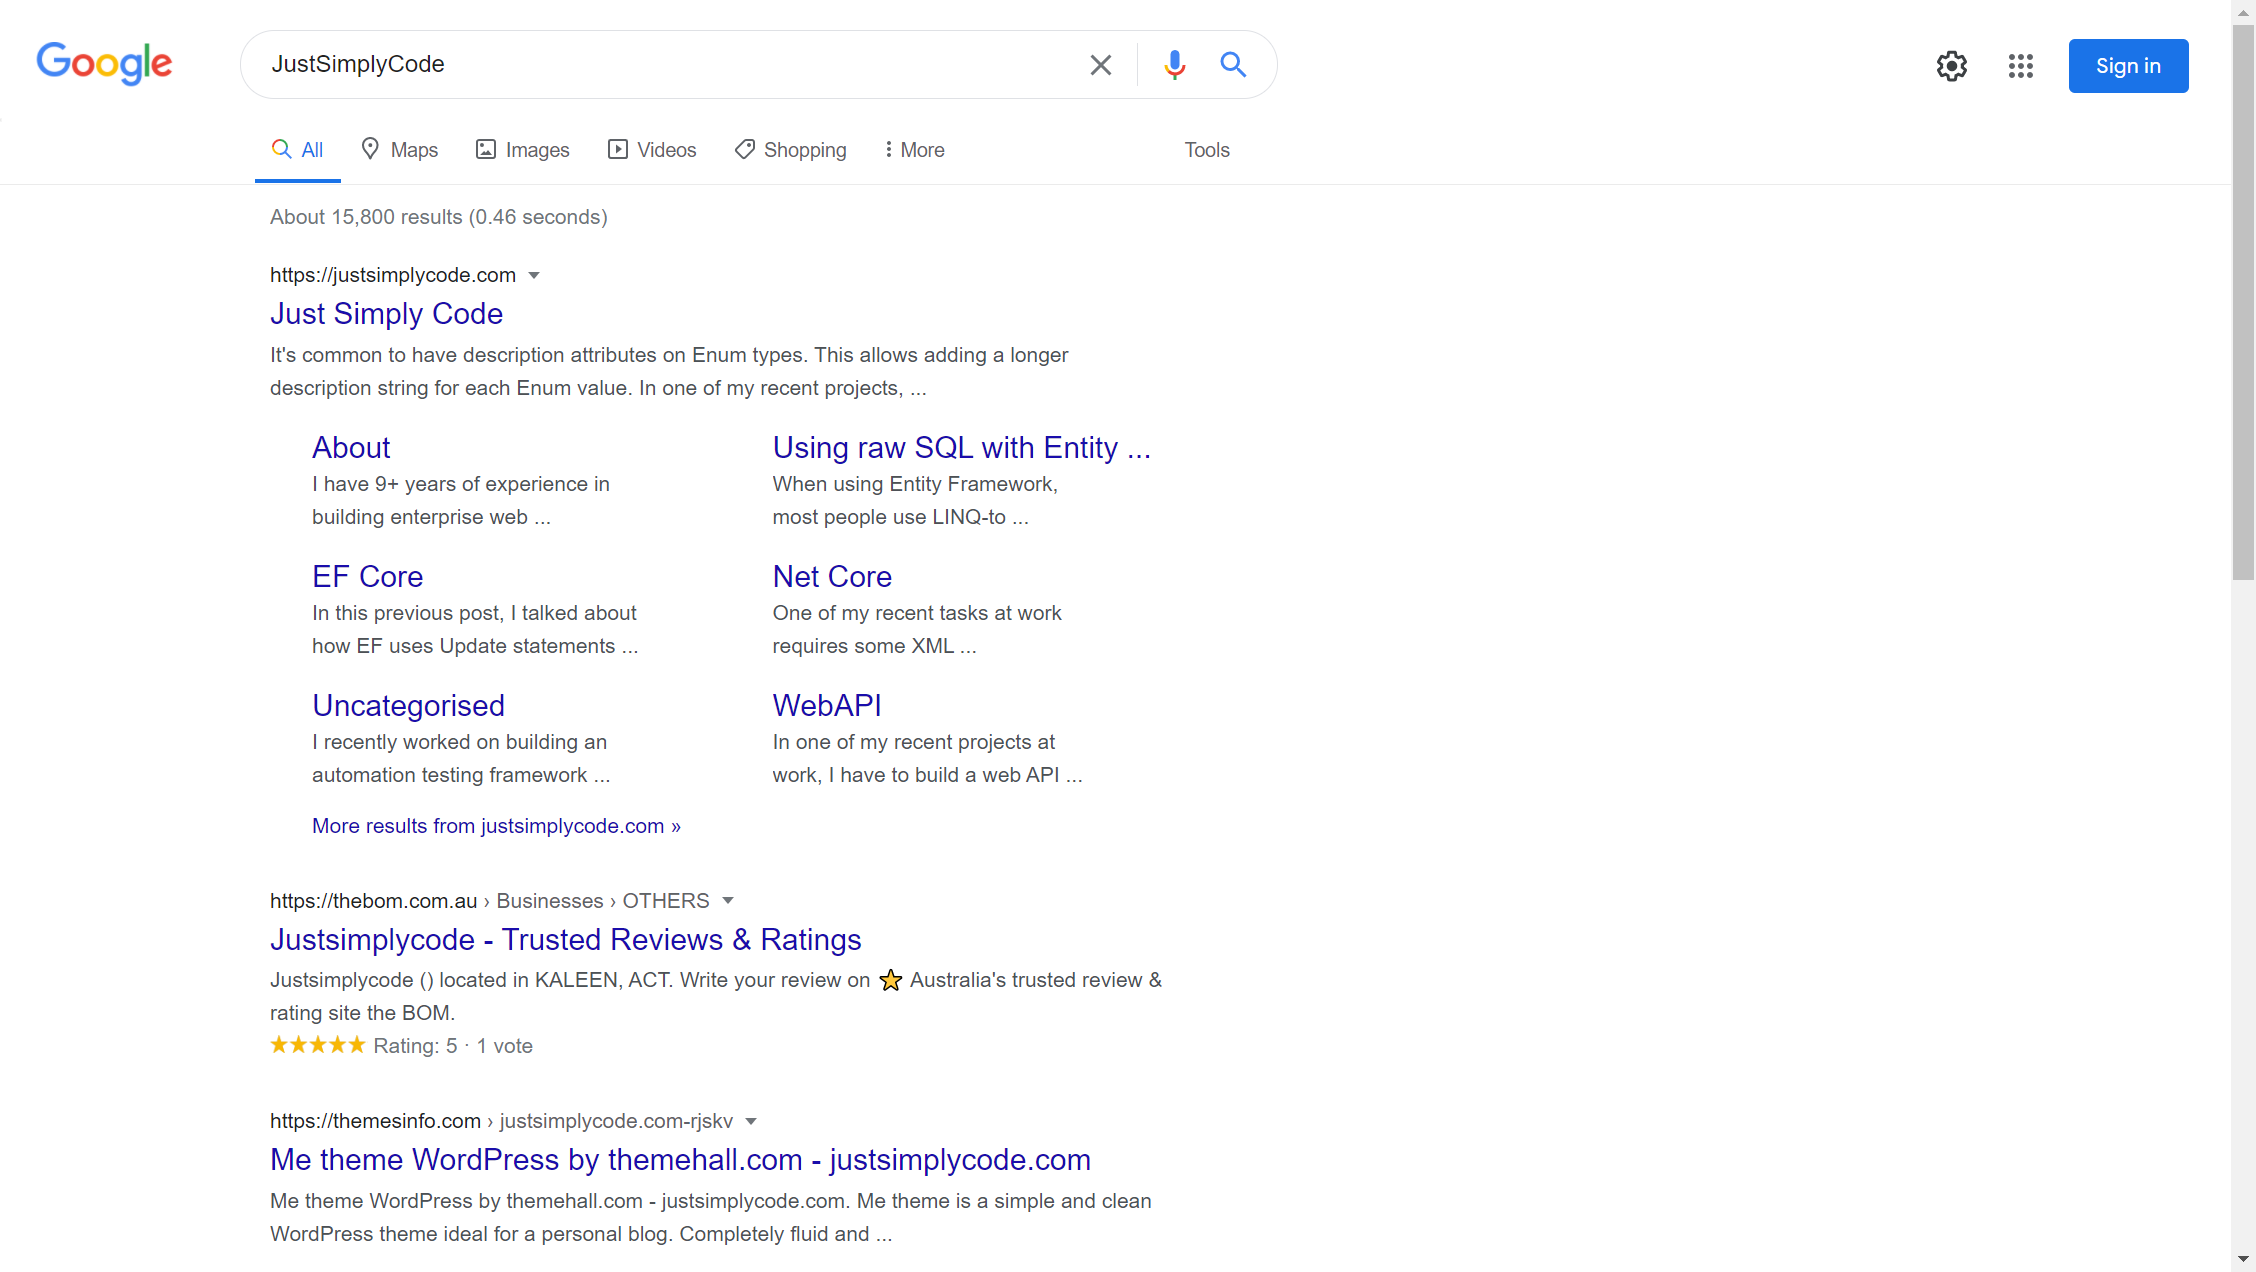 Google
JustSimplyCode
Sign in
All Maps Images Videos Shopping More Tools
About 15,800 results (0.46 seconds)
https://justsimplycode.com
Just Simply Code
It's common to have description attributes on Enum types. This allows adding a longer
description string for each Enum value. In one of my recent projects, ...
About
I have 9+ years of experience in
building enterprise web ...
Using raw SQL with Entity ...
When using Entity Framework,
most people use LINQ-to ...
EF Core
In this previous post, I talked about
how EF uses Update statements ...
Net Core
One of my recent tasks at work
requires some XML ...
Uncategorised
I recently worked on building an
automation testing framework ...
WebAPI
In one of my recent projects at
work, I have to build a web API ...
More results from justsimplycode.com »
https://thebom.com.au › Businesses › OTHERS
Justsimplycode - Trusted Reviews & Ratings
Justsimplycode () located in KALEEN, ACT. Write your review on ⭐ Australia's trusted review &
rating site the BOM.
★★★★★ Rating: 5 · 1 vote
https://themesinfo.com › justsimplycode.com-rjskv
Me theme WordPress by themehall.com - justsimplycode.com
Me theme WordPress by themehall.com - justsimplycode.com. Me theme is a simple and clean
WordPress theme ideal for a personal blog. Completely fluid and ...